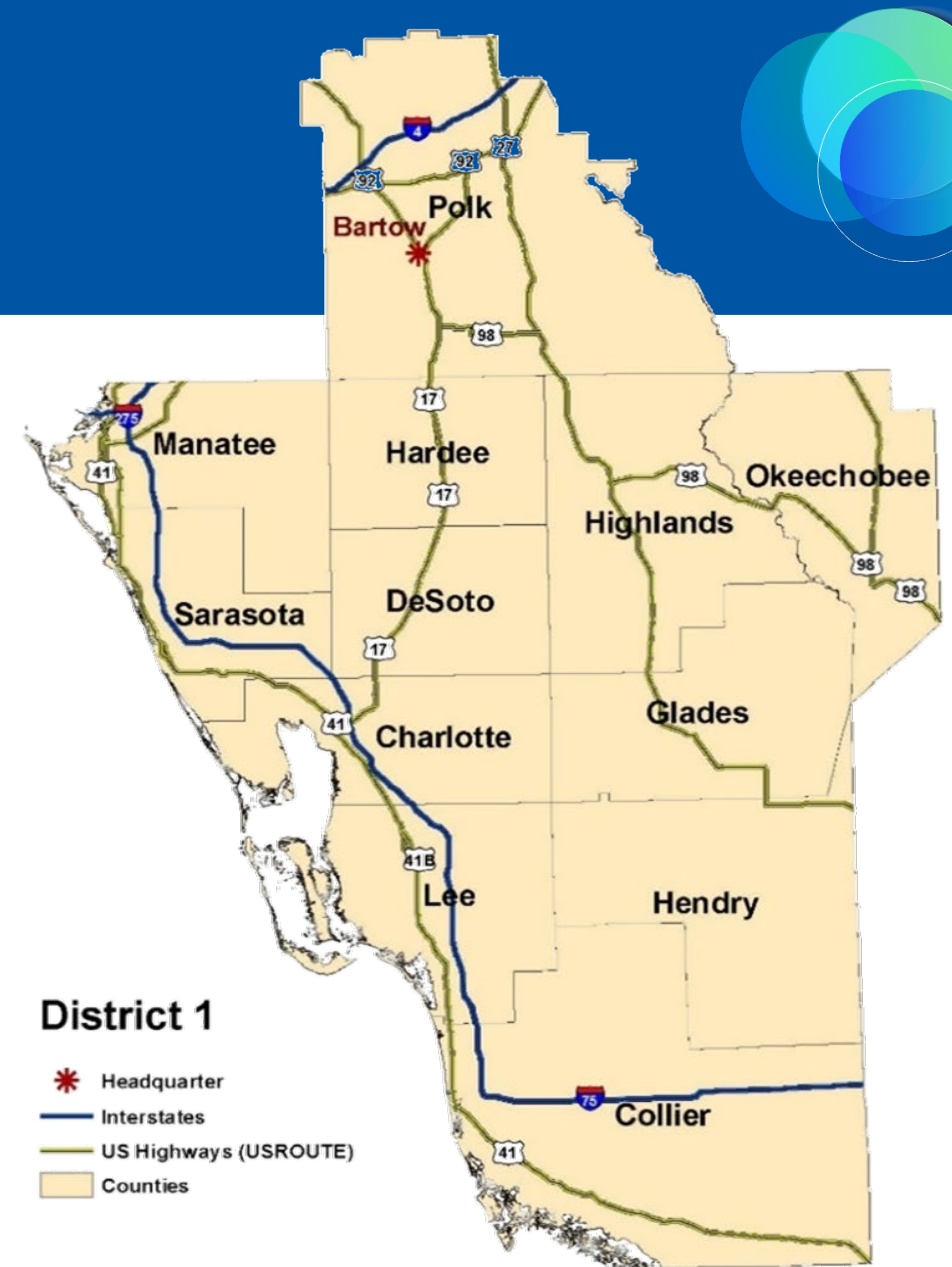 4
27
92
92
Polk
Bartow
98
17
275
Manatee
41
Hardee
98
Okeechobee
17
Highlands
98
98
DeSoto
Sarasota
17
Glades
41
Charlotte
41B
Lee
Hendry
District 1
Headquarter
Interstates
75
Collier
US Highways (USROUTE)
41
Counties